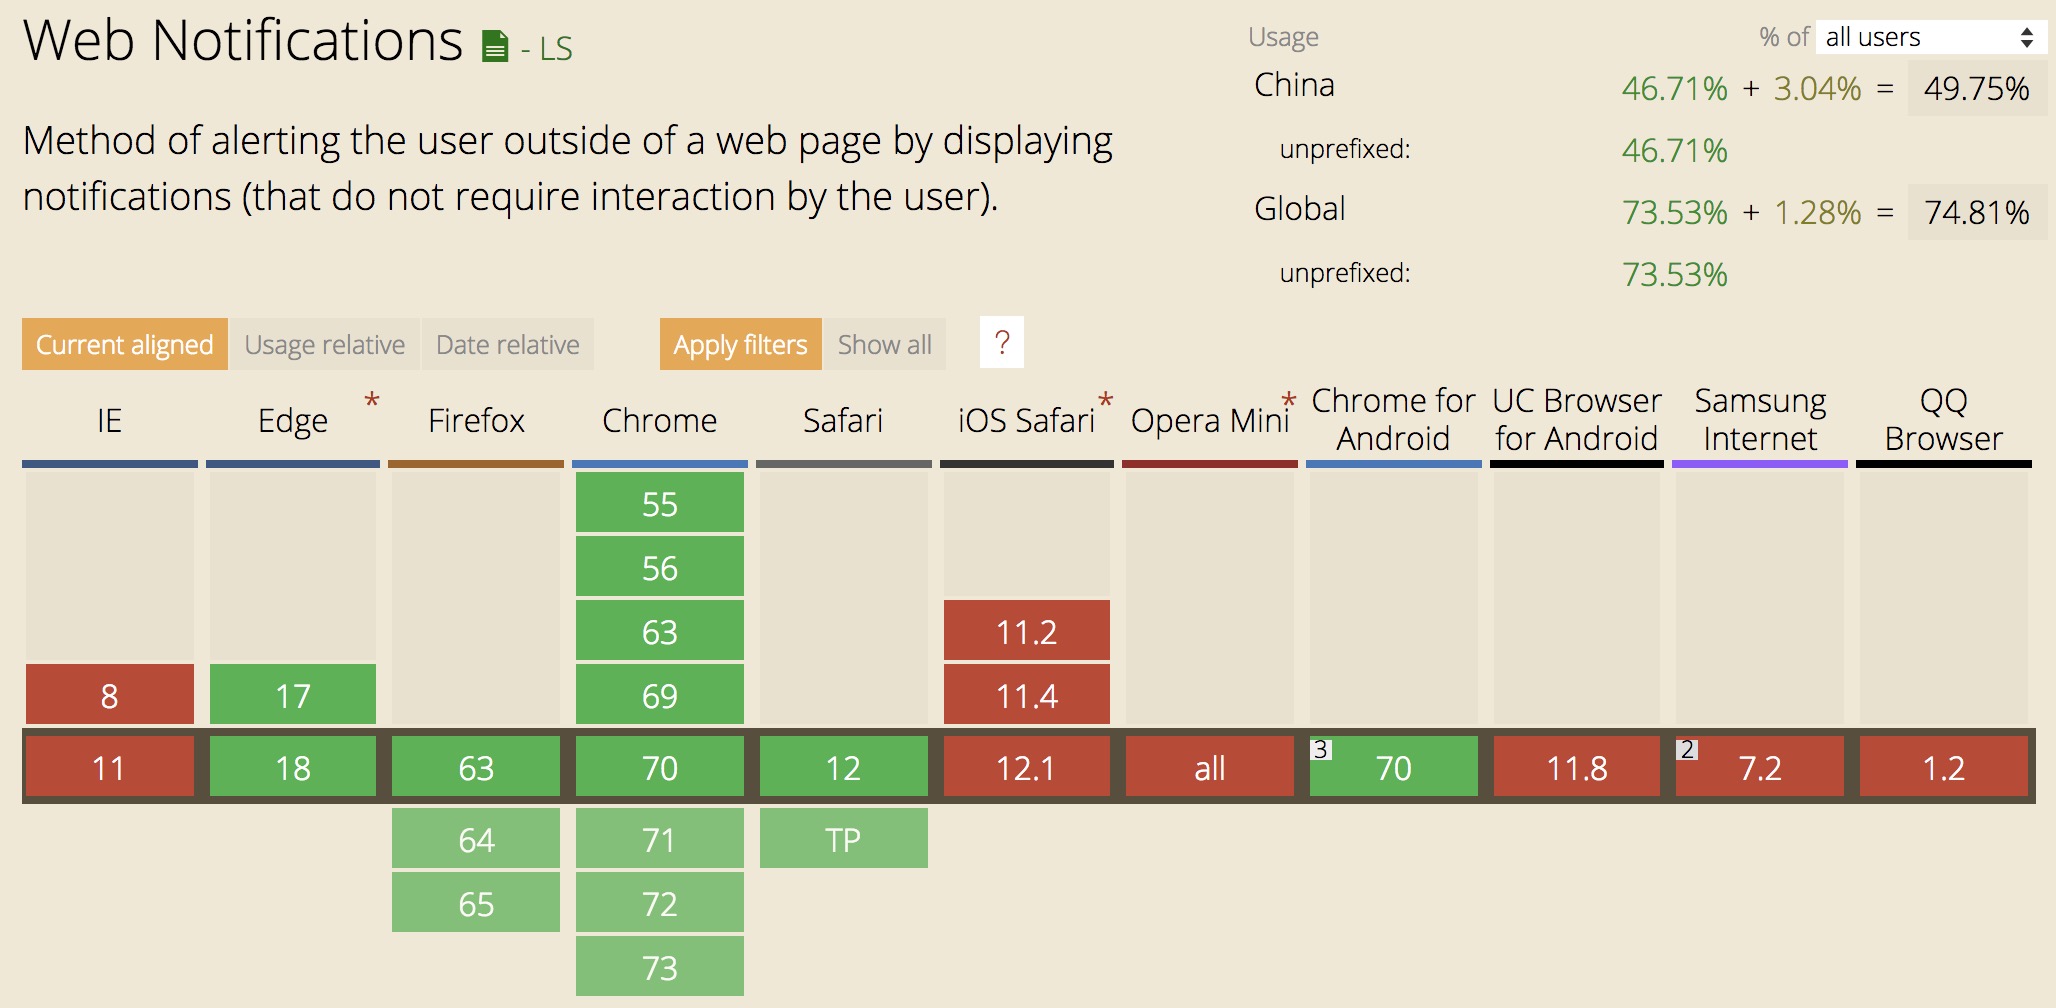 Web Notifications - LS
Method of alerting the user outside of a web page by displaying
notifications (that do not require interaction by the user).
Usage % of all users
China 46.71% + 3.04% = 49.75%
unprefixed: 46.71%
Global 73.53% + 1.28% = 74.81%
unprefixed: 73.53%
Current aligned Usage relative Date relative Apply filters Show all ?
IE Edge * Firefox Chrome Safari iOS Safari * Opera Mini * Chrome for Android UC Browser for Android Samsung Internet QQ Browser
55
56
63 11.2
8 17 69 11.4
11 18 63 70 12 12.1 all 3 70 11.8 2 7.2 1.2
64 71 TP
65 72
73